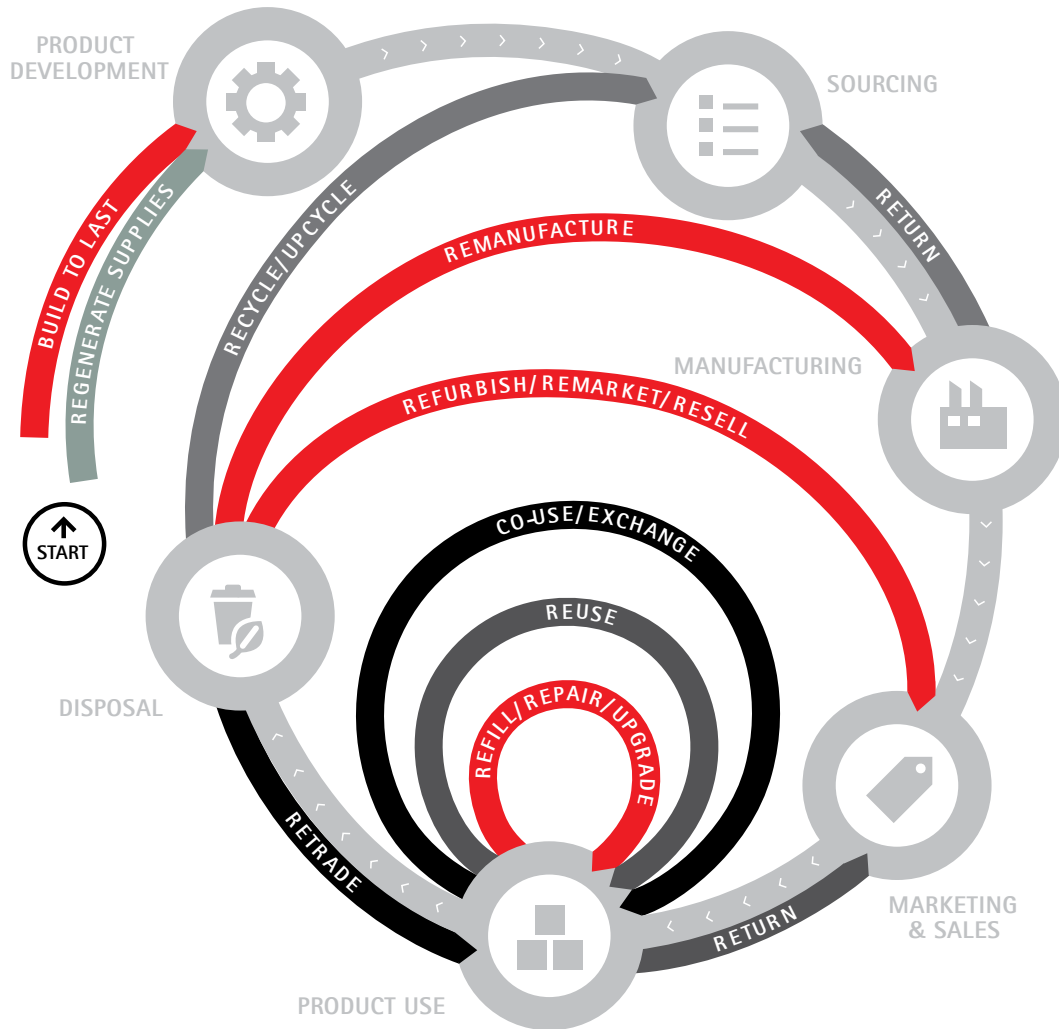 PRODUCT
DEVELOPMENT
SOURCING
BUILD TO LAST
REGENERATE SUPPLIES
RECYCLE/UPCYCLE
RETURN
REMANUFACTURE
MANUFACTURING
REFURBISH/REMARKET/RESELL
START
CO-USE/EXCHANGE
REUSE
REFILL/REPAIR/UPGRADE
DISPOSAL
RETRADE
RETURN
MARKETING
& SALES
PRODUCT USE